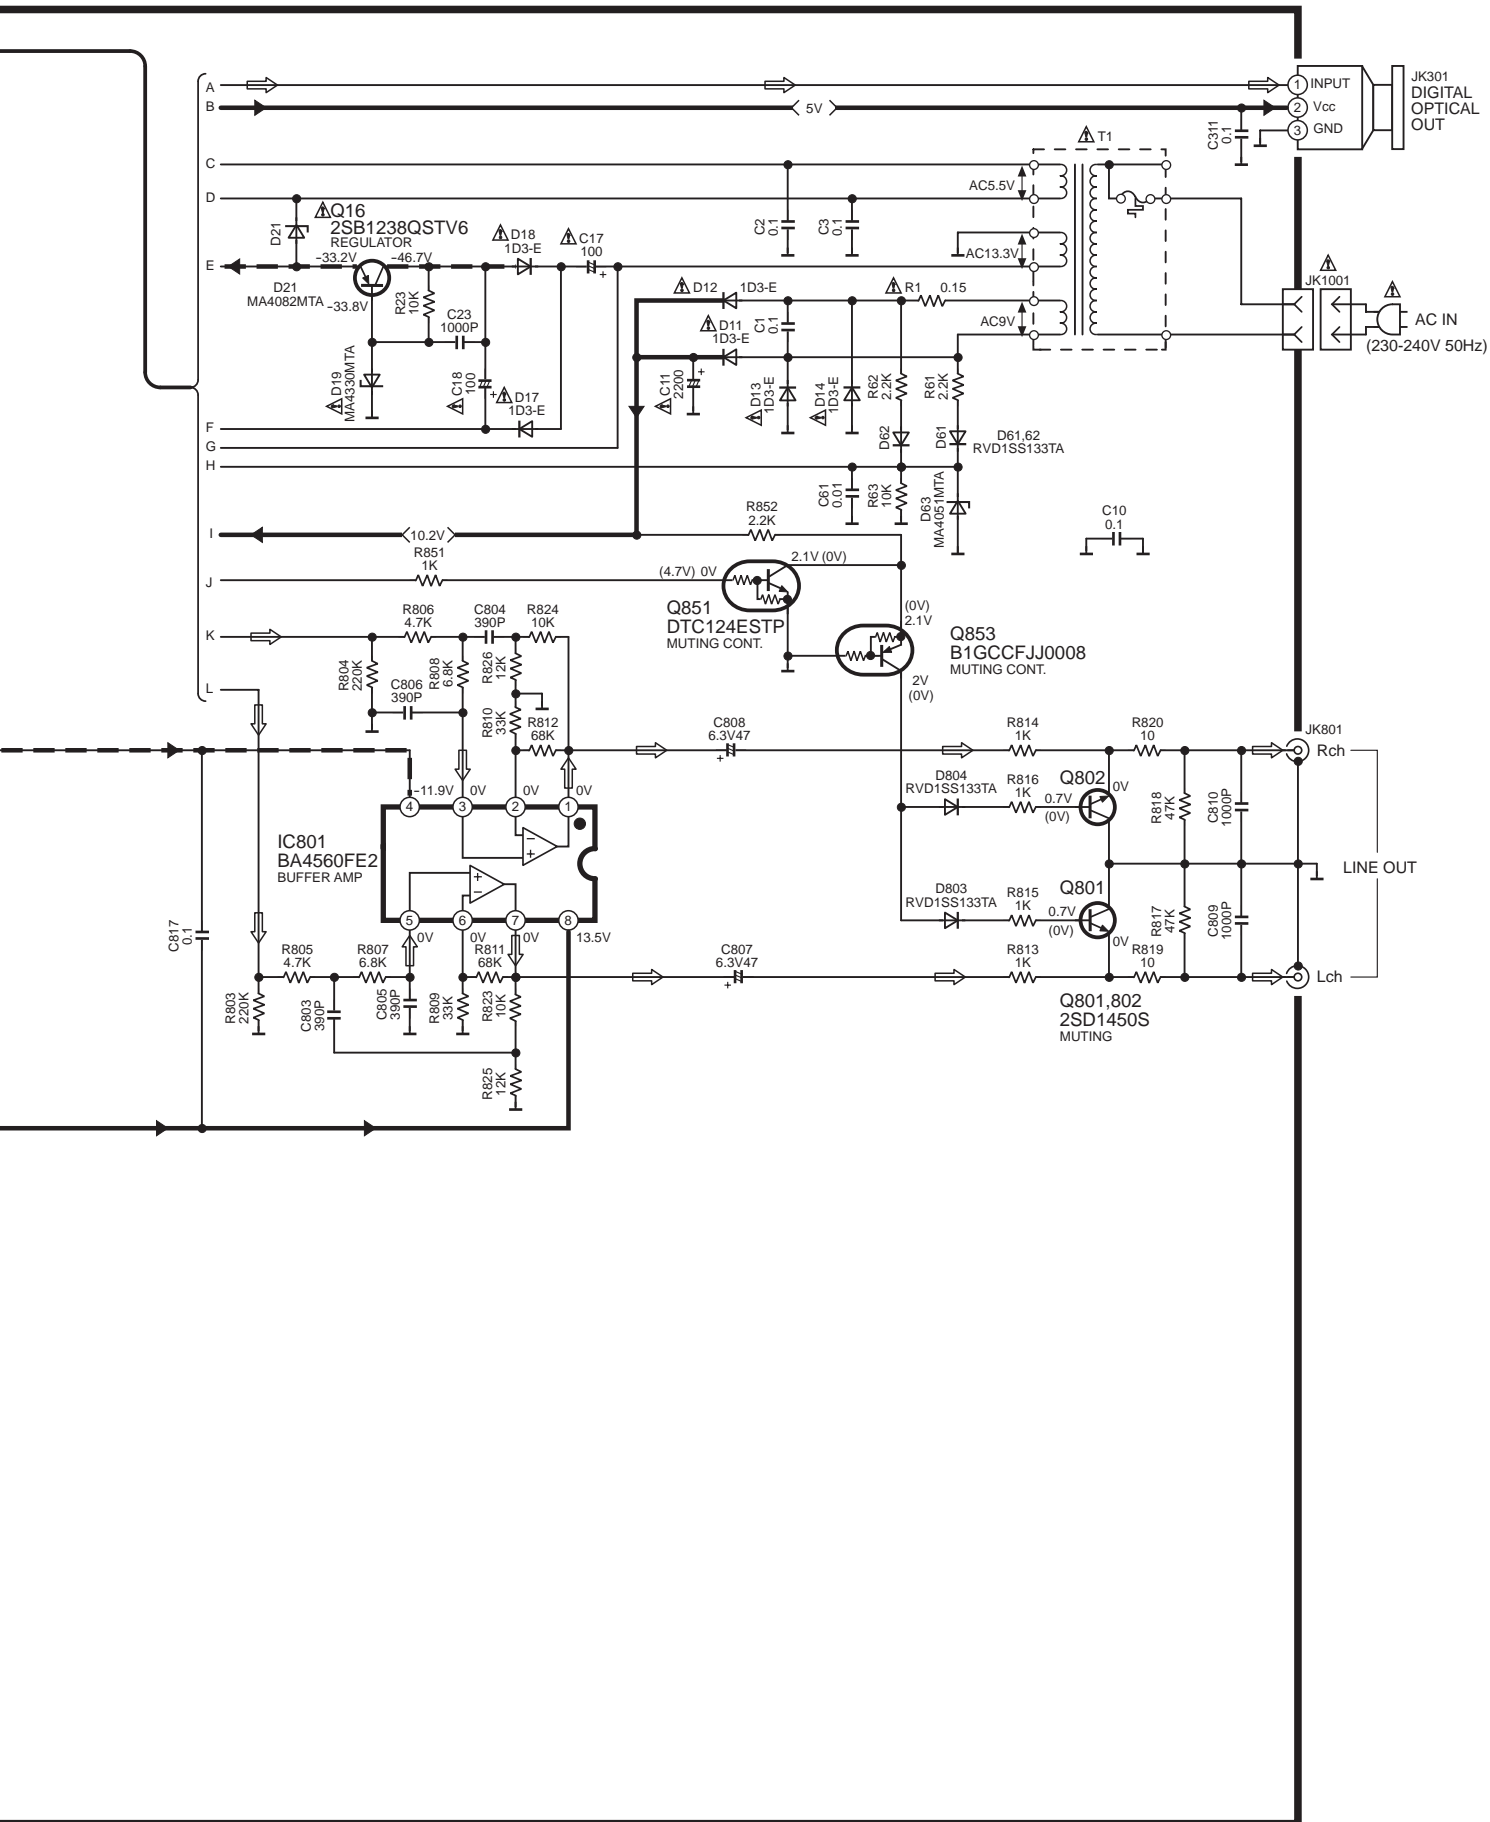 A
B
5V
C311
0.1
1 INPUT
2 Vcc
3 GND
JK301
DIGITAL
OPTICAL
OUT
T1
C
D
AC5.5V
C2
0.1
C3
0.1
D21
Q16
2SB1238QSTV6
REGULATOR
-33.2V
-46.7V
D18
1D3-E
C17
100
+
AC13.3V
E
D21
MA4082MTA
-33.8V
R23
10K
C23
1000P
D12 1D3-E
R1 0.15
D11
1D3-E
C1
0.1
AC9V
JK1001
AC IN
(230-240V 50Hz)
D19
MA4330MTA
C18
100
+
D17
1D3-E
C11
2200
+
D13
1D3-E
D14
1D3-E
R62
2.2K
R61
2.2K
F
G
H
D62
D61
D61,62
RVD1SS133TA
C61
0.01
R63
10K
D63
MA4051MTA
C10
0.1
I
10.2V
R852
2.2K
R851
1K
J
(4.7V) 0V
2.1V (0V)
Q851
DTC124ESTP
MUTING CONT.
(0V)
2.1V
Q853
B1GCCFJJ0008
MUTING CONT.
2V
(0V)
K
R806
4.7K
C804
390P
R824
10K
R804
220K
C806
390P
R808
6.8K
R826
12K
L
R810
33K
R812
68K
C808
6.3V47
+
R814
1K
R820
10
JK801
Rch
D804
RVD1SS133TA
R816
1K
0.7V
(0V)
Q802
0V
R818
47K
C810
1000P
-11.9V
0V
0V
0V
4
3
2
1
IC801
BA4560FE2
BUFFER AMP
−
+
+
−
LINE OUT
5
6
7
8
0V
0V
0V
13.5V
D803
RVD1SS133TA
R815
1K
0.7V
(0V)
Q801
0V
R817
47K
C809
1000P
C817
0.1
R805
4.7K
R807
6.8K
R811
68K
C807
6.3V47
+
R813
1K
R819
10
Lch
R803
220K
C803
390P
C805
390P
R809
33K
R823
10K
Q801,802
2SD1450S
MUTING
R825
12K